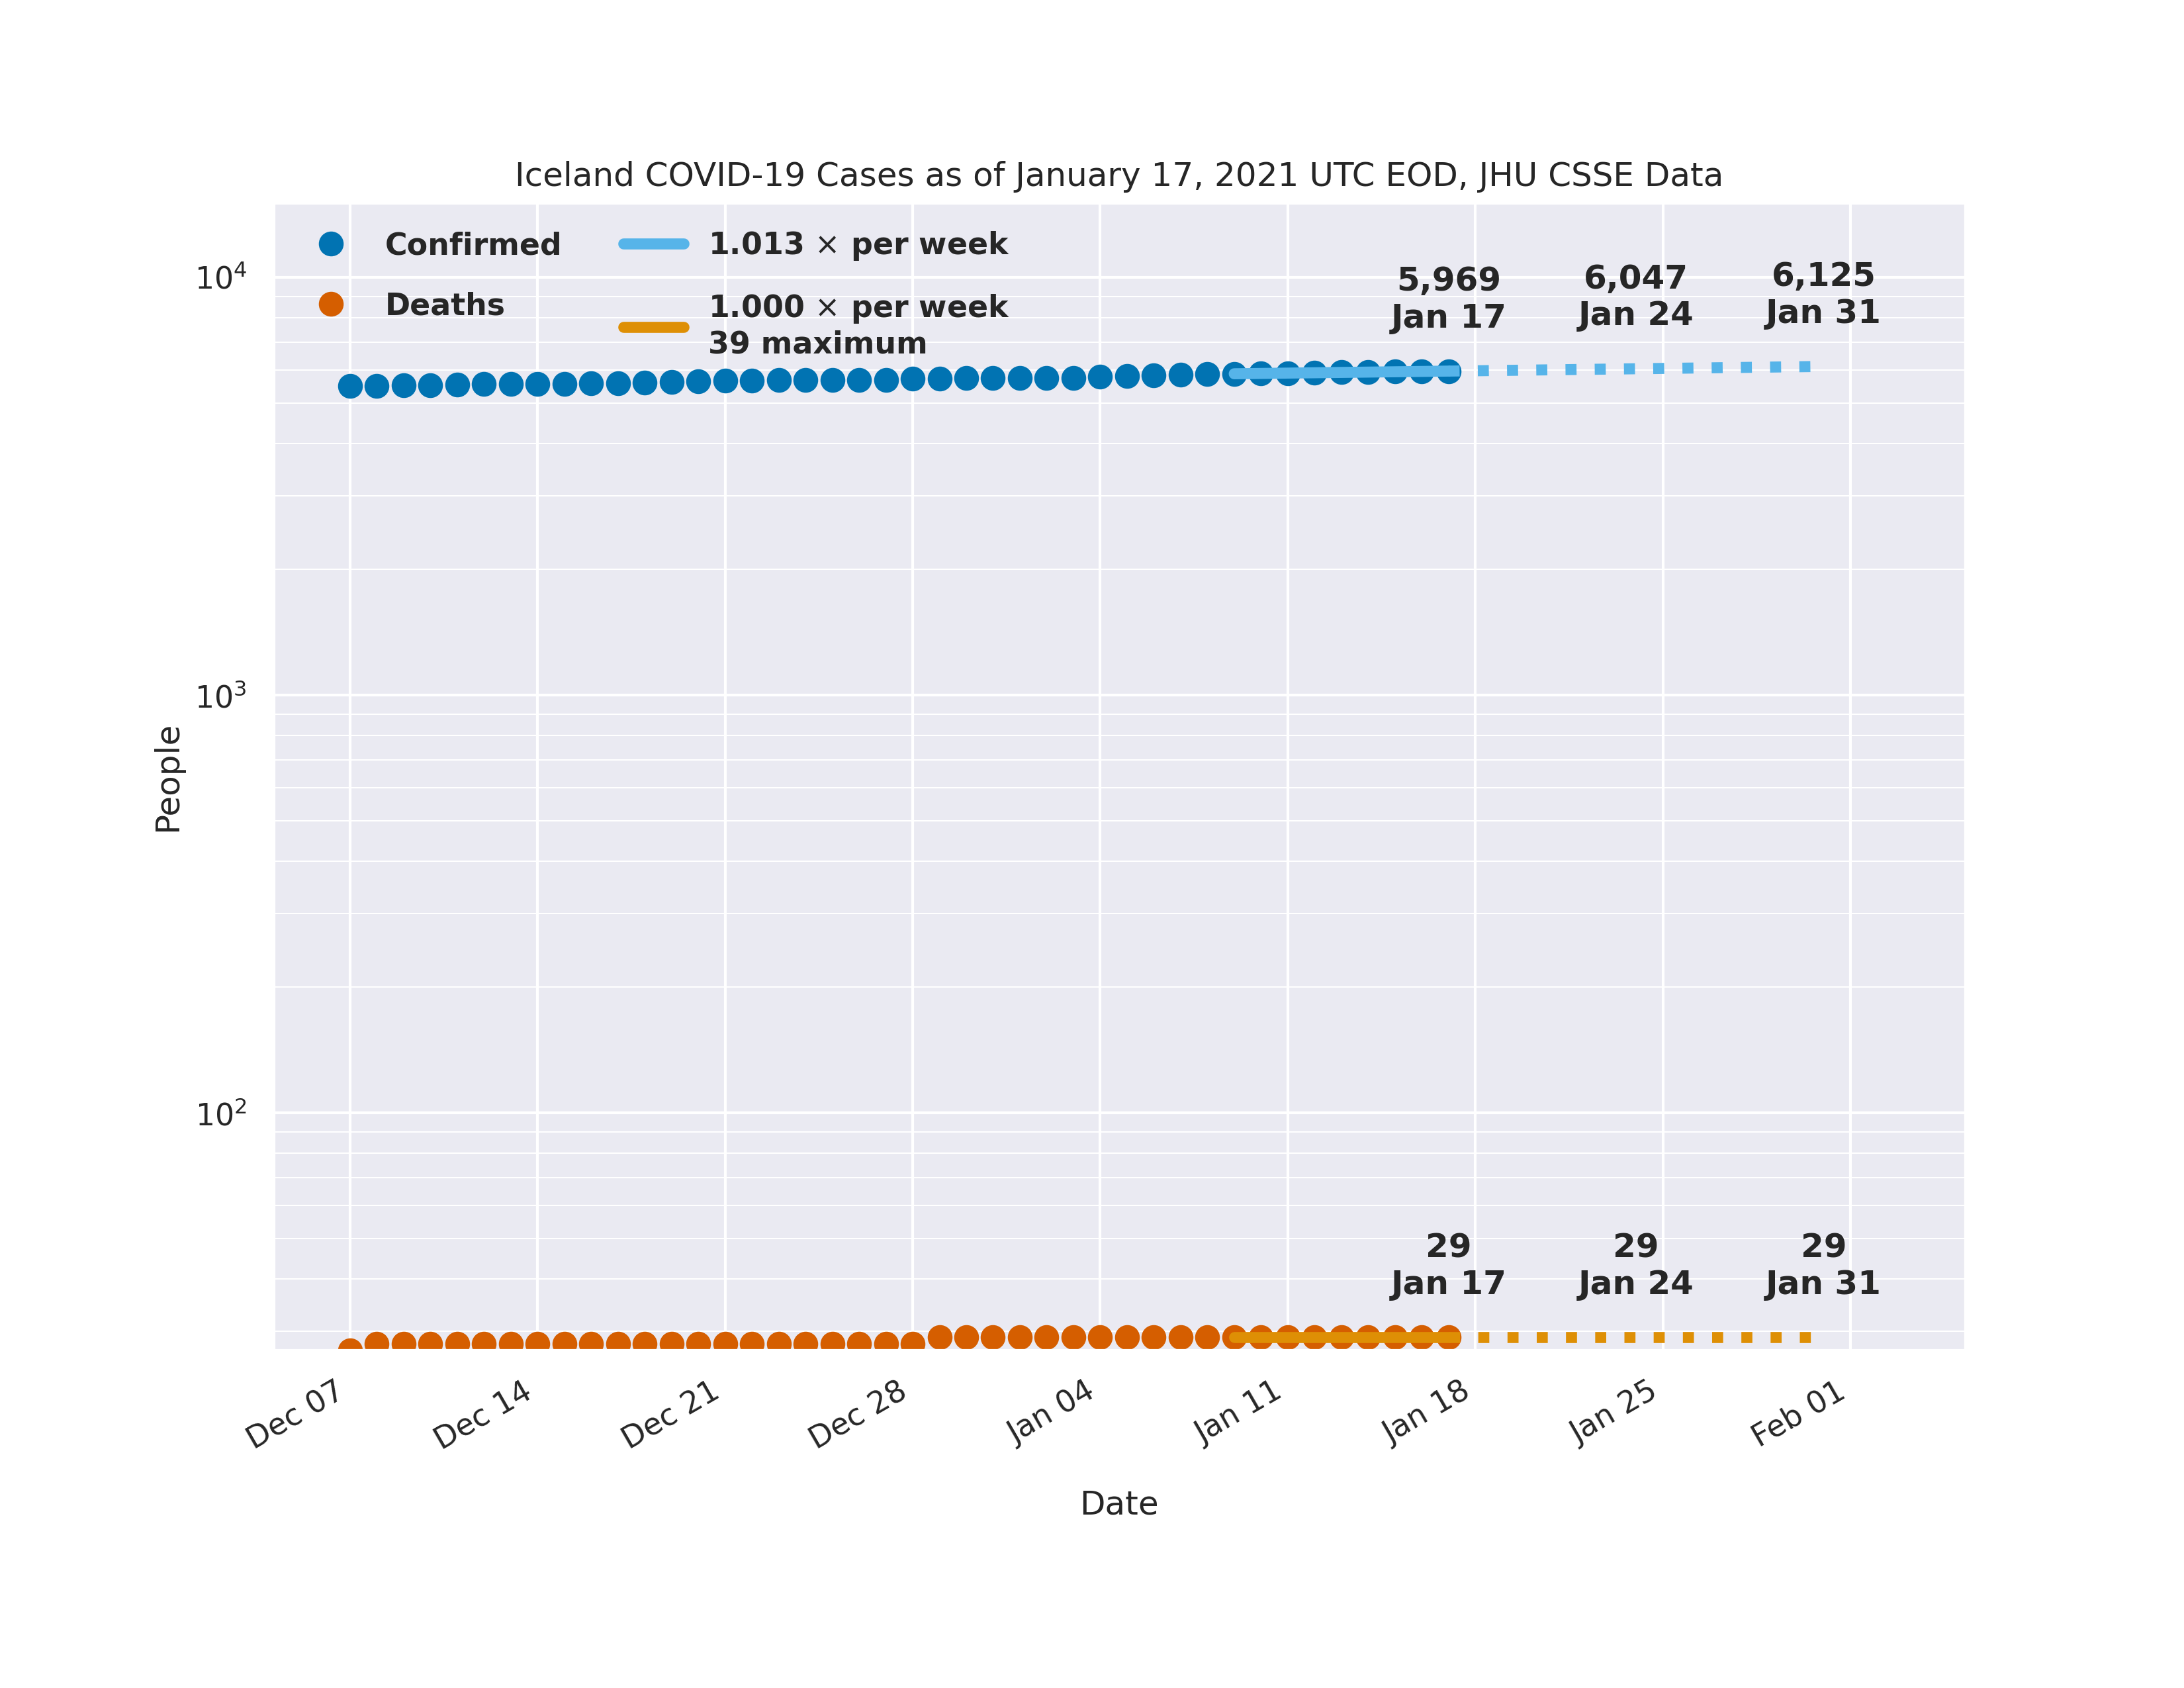 Iceland COVID-19 Cases as of January 17, 2021 UTC EOD, JHU CSSE Data
Confirmed
Deaths
1.013 × per week
1.000 × per week
39 maximum
5,969
Jan 17
6,047
Jan 24
6,125
Jan 31
29
Jan 17
29
Jan 24
29
Jan 31
People
10⁴
10³
10²
Dec 07
Dec 14
Dec 21
Dec 28
Jan 04
Jan 11
Jan 18
Jan 25
Feb 01
Date